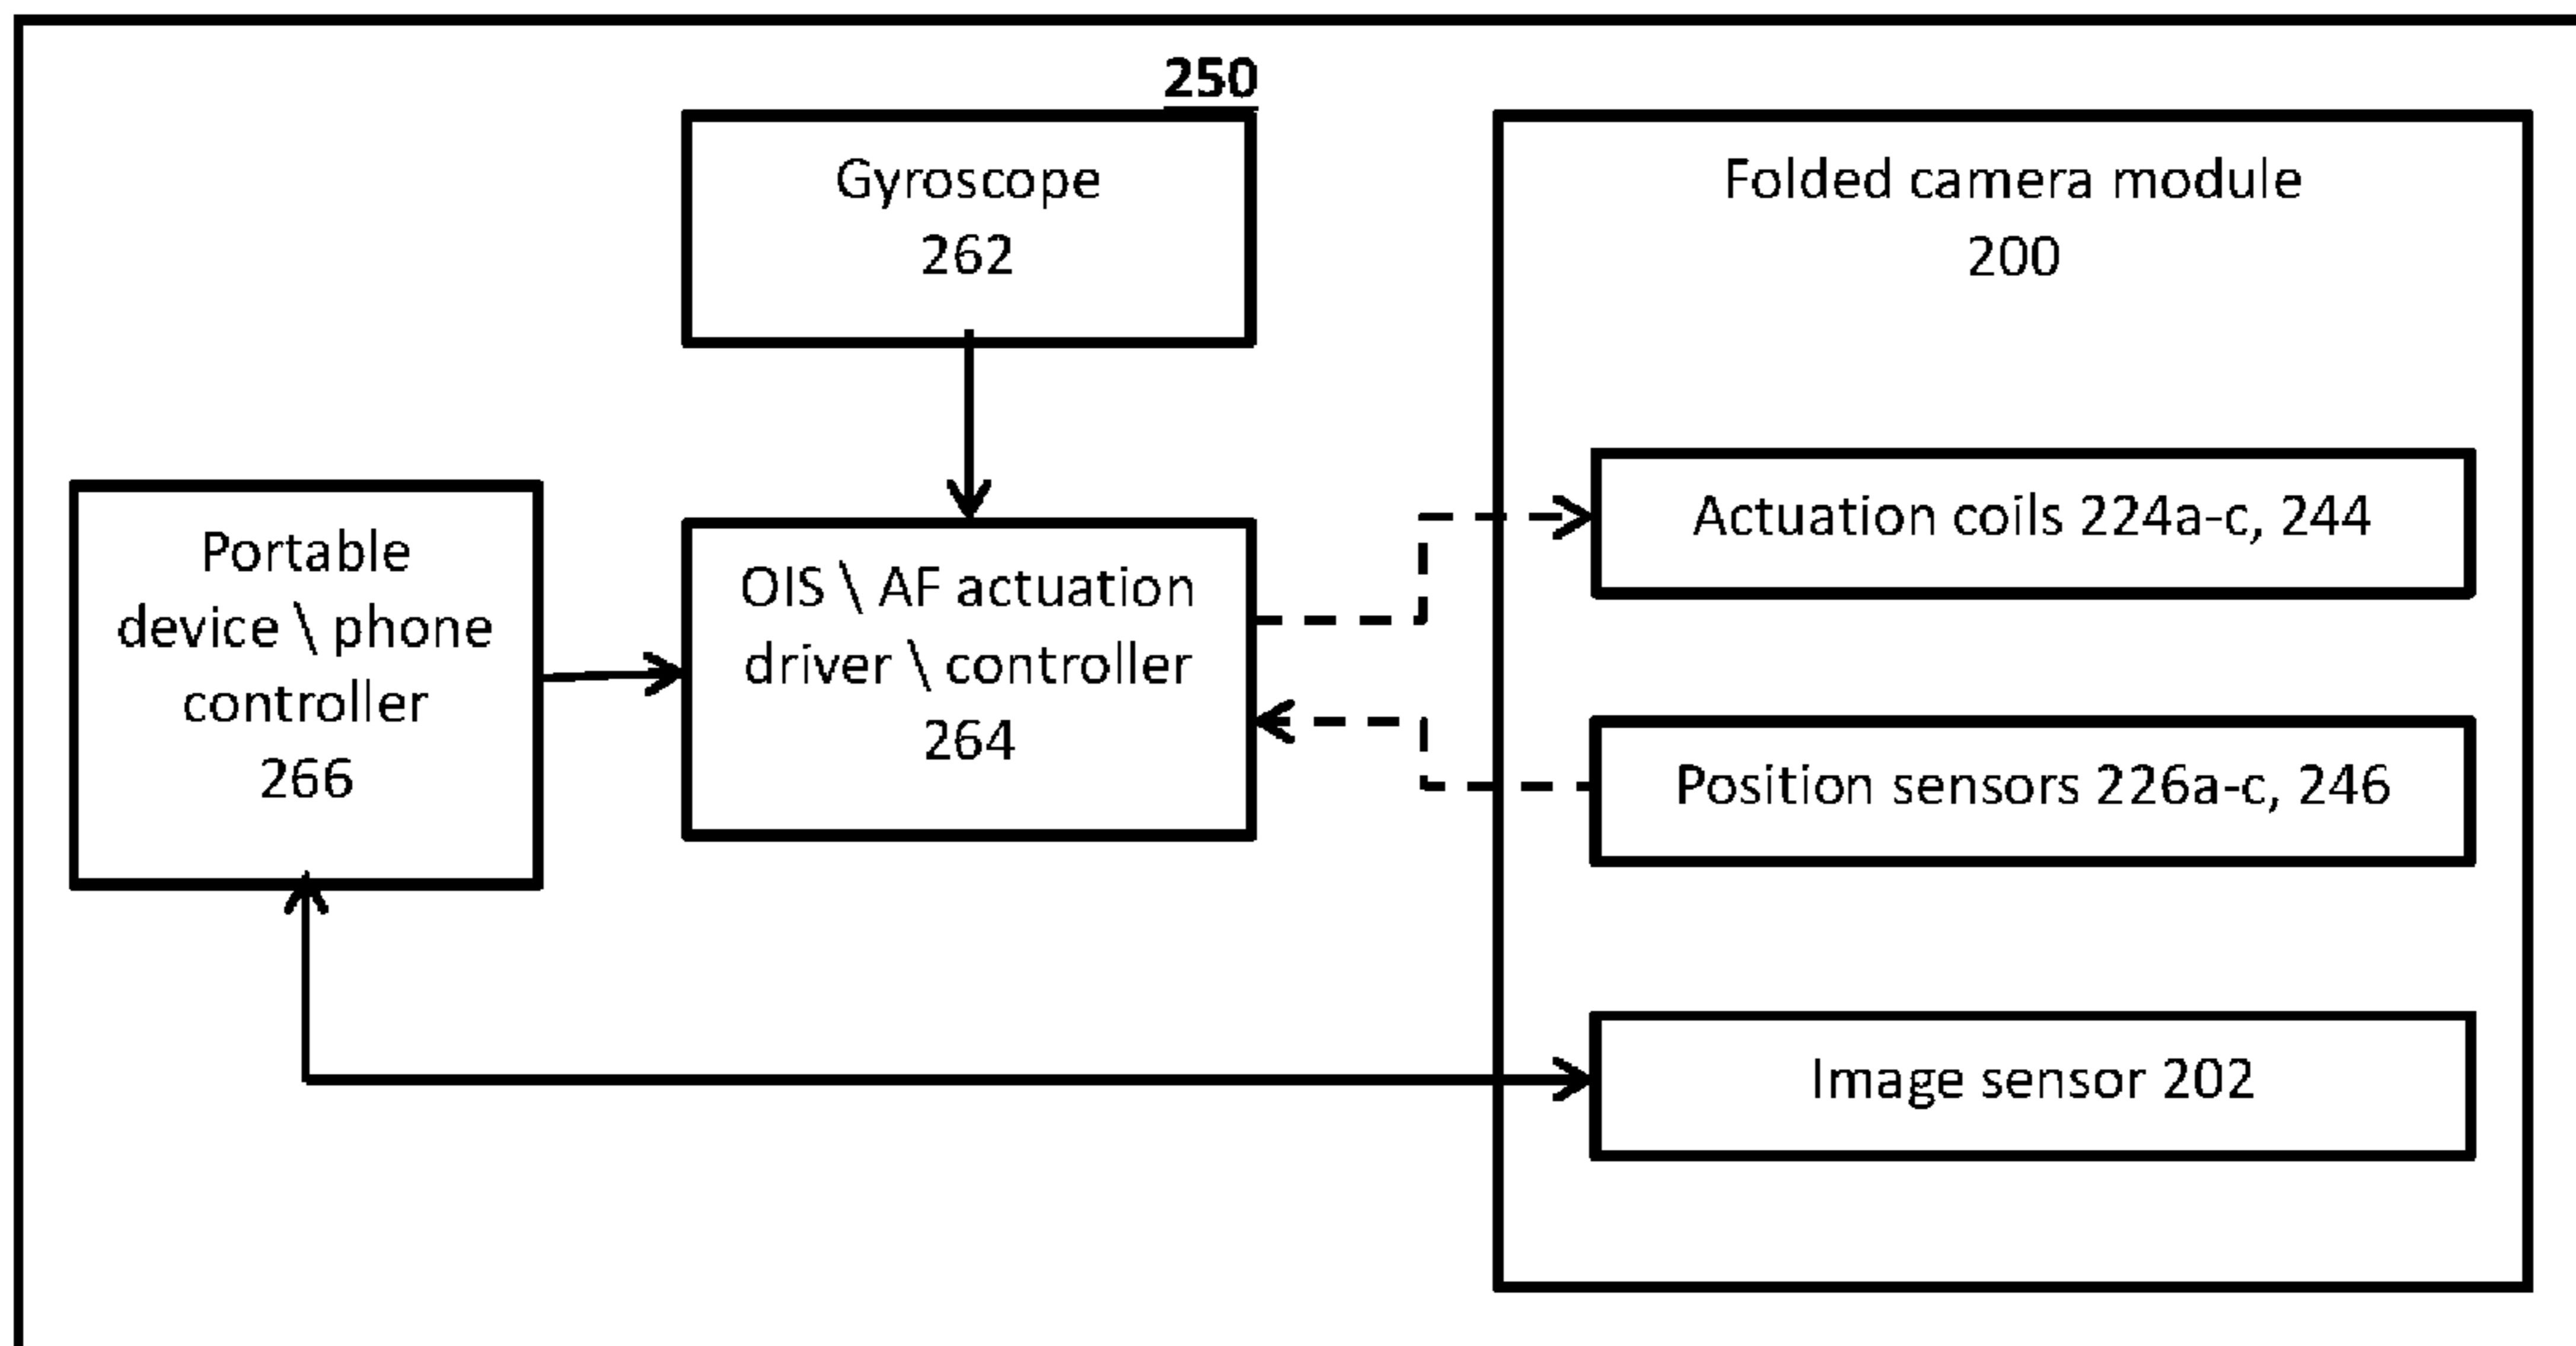 250
Gyroscope
262
Folded camera module
200
Portable
device \ phone
controller
266
OIS \ AF actuation
driver \ controller
264
Actuation coils 224a-c, 244
Position sensors 226a-c, 246
Image sensor 202